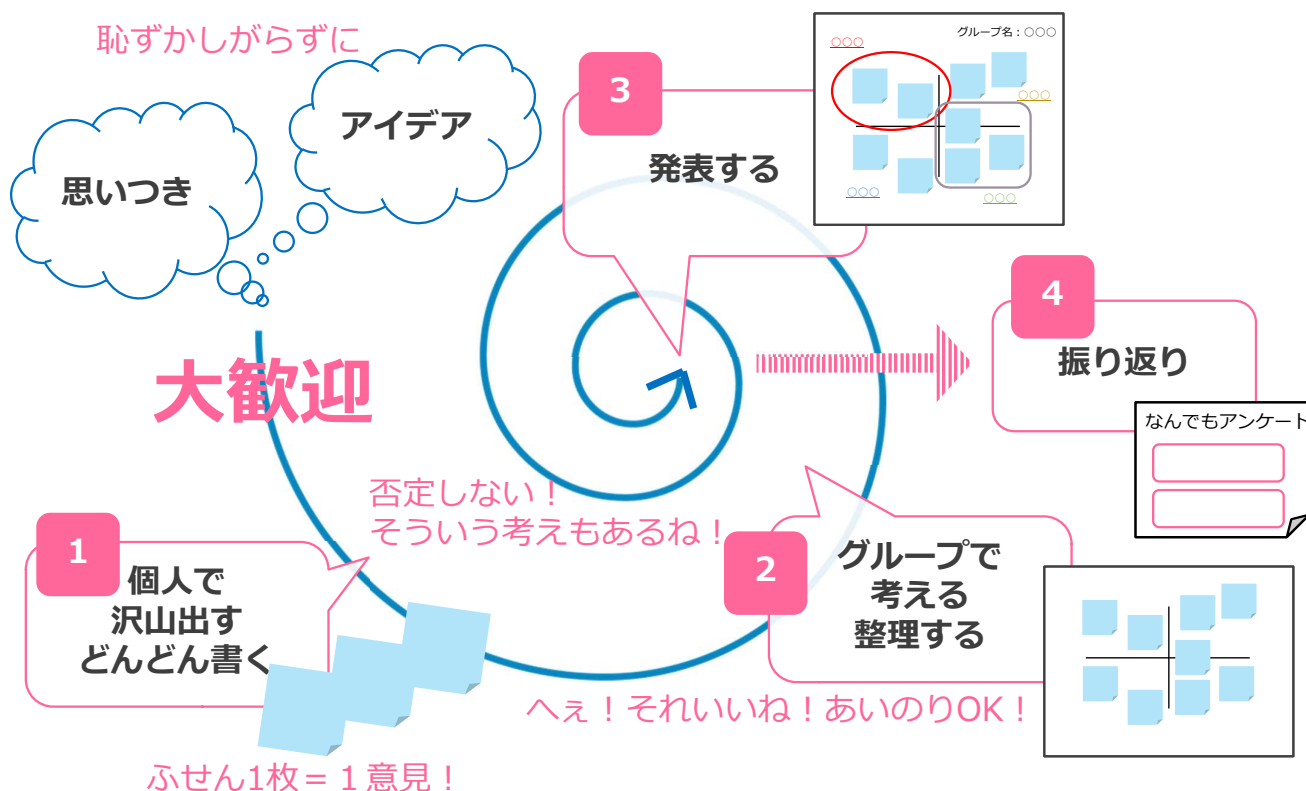 恥ずかしがらずに
思いつき
アイデア
大歓迎
1
個人で
沢山出す
どんどん書く
ふせん1枚=1意見!
否定しない!
そういう考えもあるね!
2
グループで
考える
整理する
へぇ!それいいね!あいのりOK!
3
発表する
グループ名:○○○
○○○
○○○
○○○
○○○
4
振り返り
なんでもアンケート